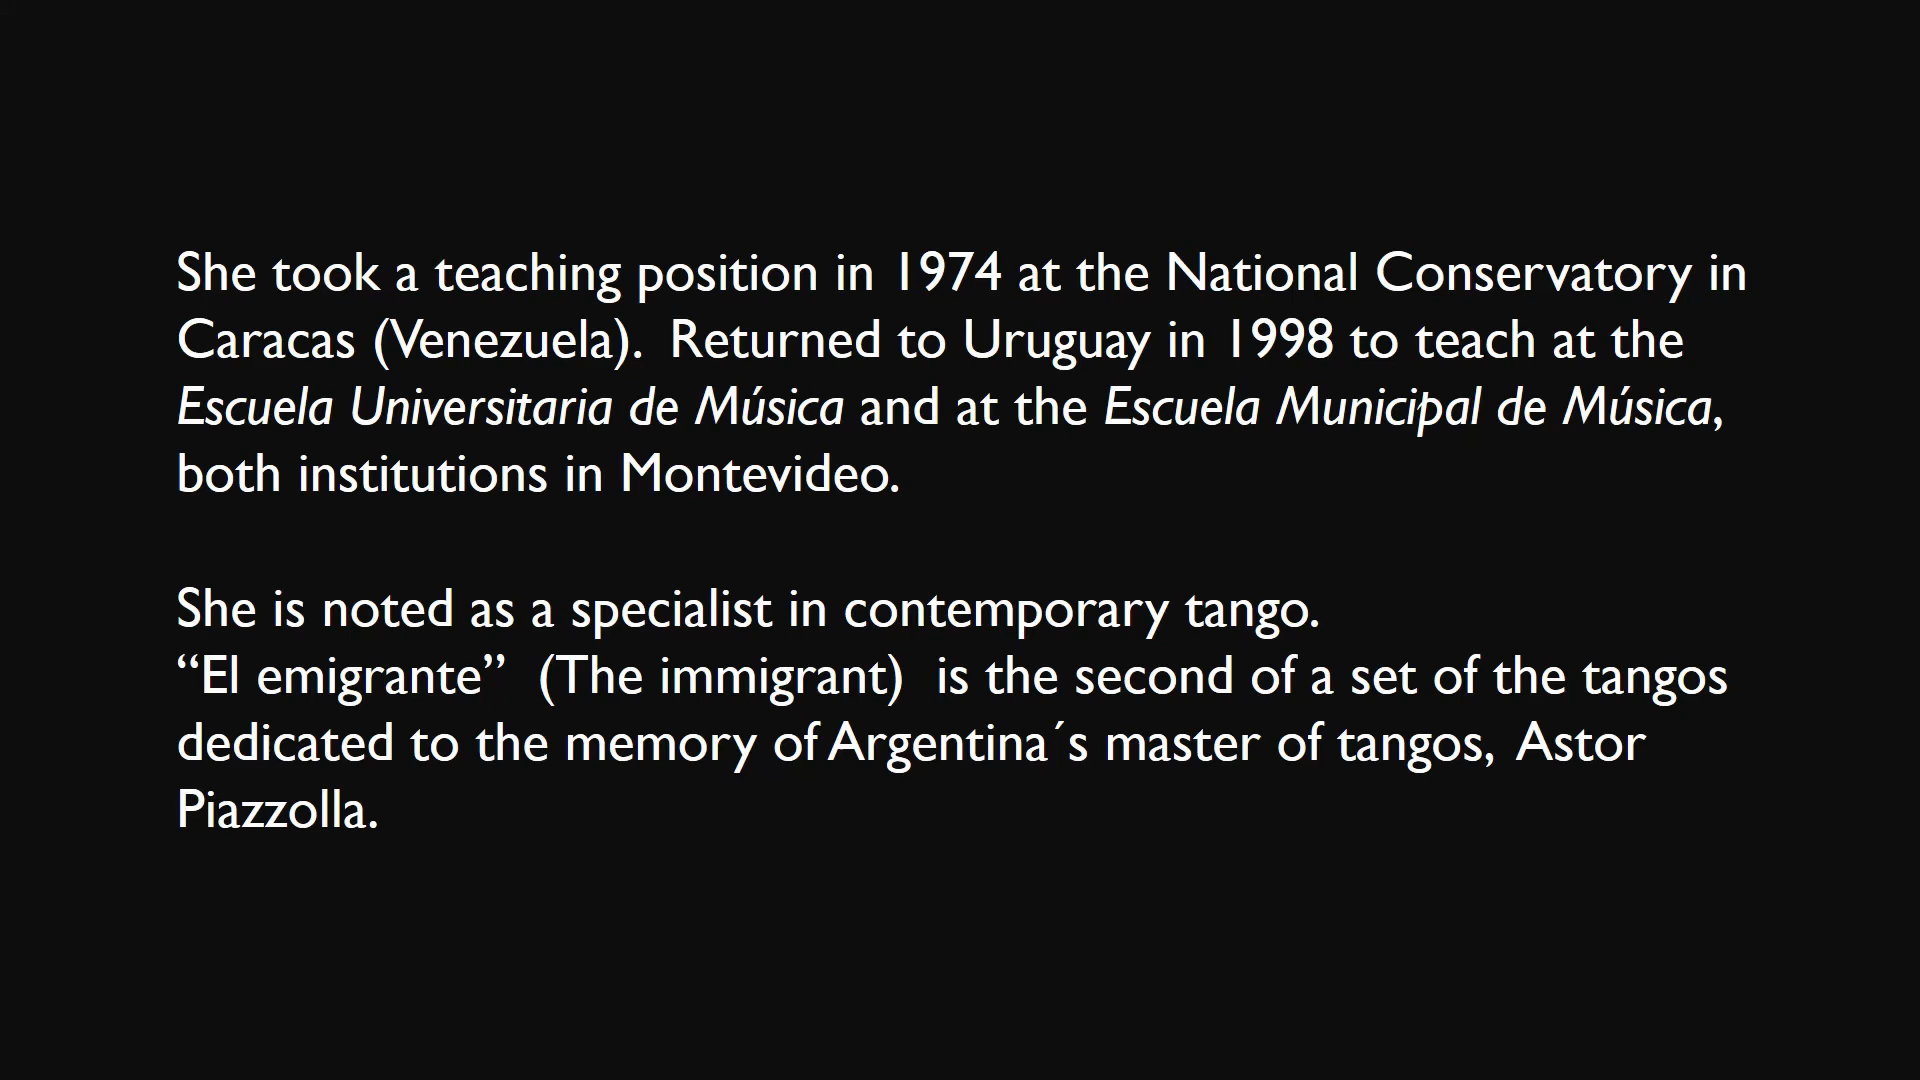 She took a teaching position in 1974 at the National Conservatory in
Caracas (Venezuela).  Returned to Uruguay in 1998 to teach at the
Escuela Universitaria de Música and at the Escuela Municipal de Música,
both institutions in Montevideo.
She is noted as a specialist in contemporary tango.
“El emigrante”  (The immigrant)  is the second of a set of the tangos
dedicated to the memory of Argentina´s master of tangos,  Astor
Piazzolla.